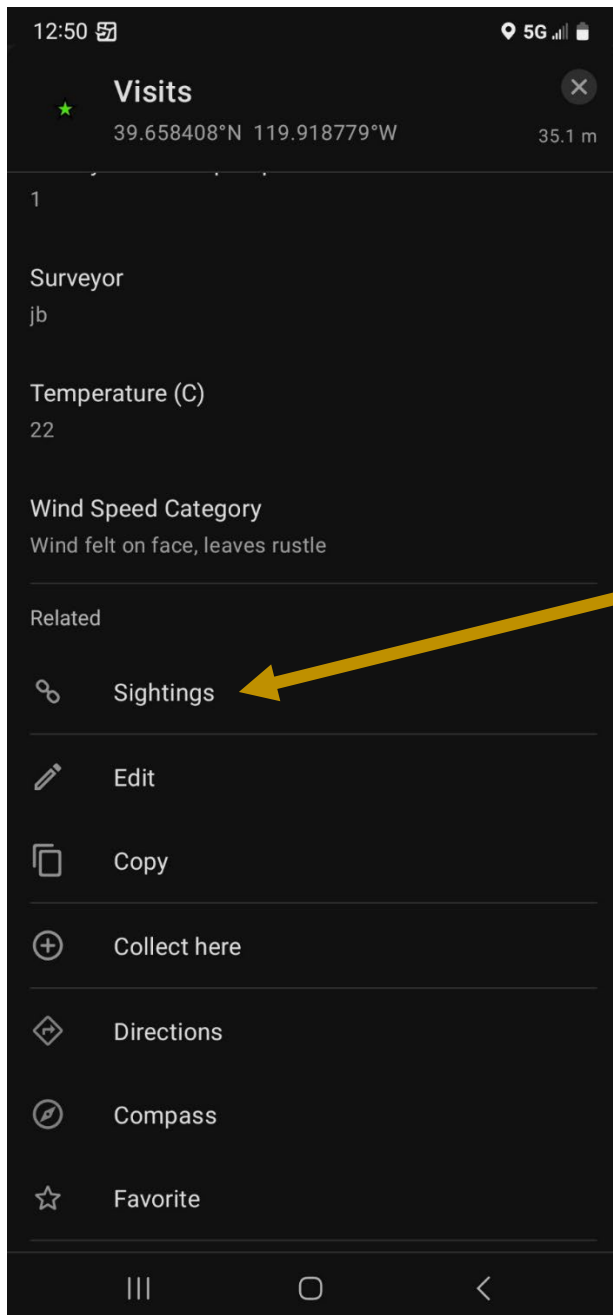 12:50
5G
Visits
39.658408°N 119.918779°W
35.1 m
1
Surveyor
jb
Temperature (C)
22
Wind Speed Category
Wind felt on face, leaves rustle
Related
Sightings
Edit
Copy
Collect here
Directions
Compass
Favorite